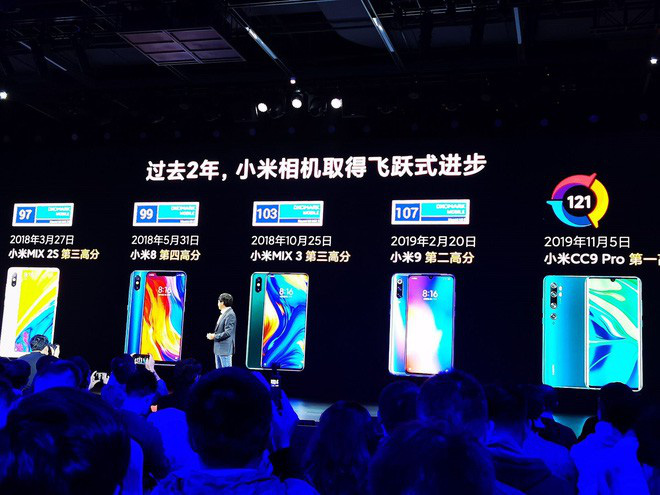 过去2年，小米相机取得飞跃式进步
97
DXOMARK
MOBILE
2018年3月27日
小米MIX 2S 第三高分
99
DXOMARK
MOBILE
2018年5月31日
小米8 第四高分
8:16
103
DXOMARK
MOBILE
2018年10月25日
小米MIX 3 第三高分
8:16
107
DXOMARK
MOBILE
2019年2月20日
小米9 第二高分
8:16
121
2019年11月5日
小米CC9 Pro 第一